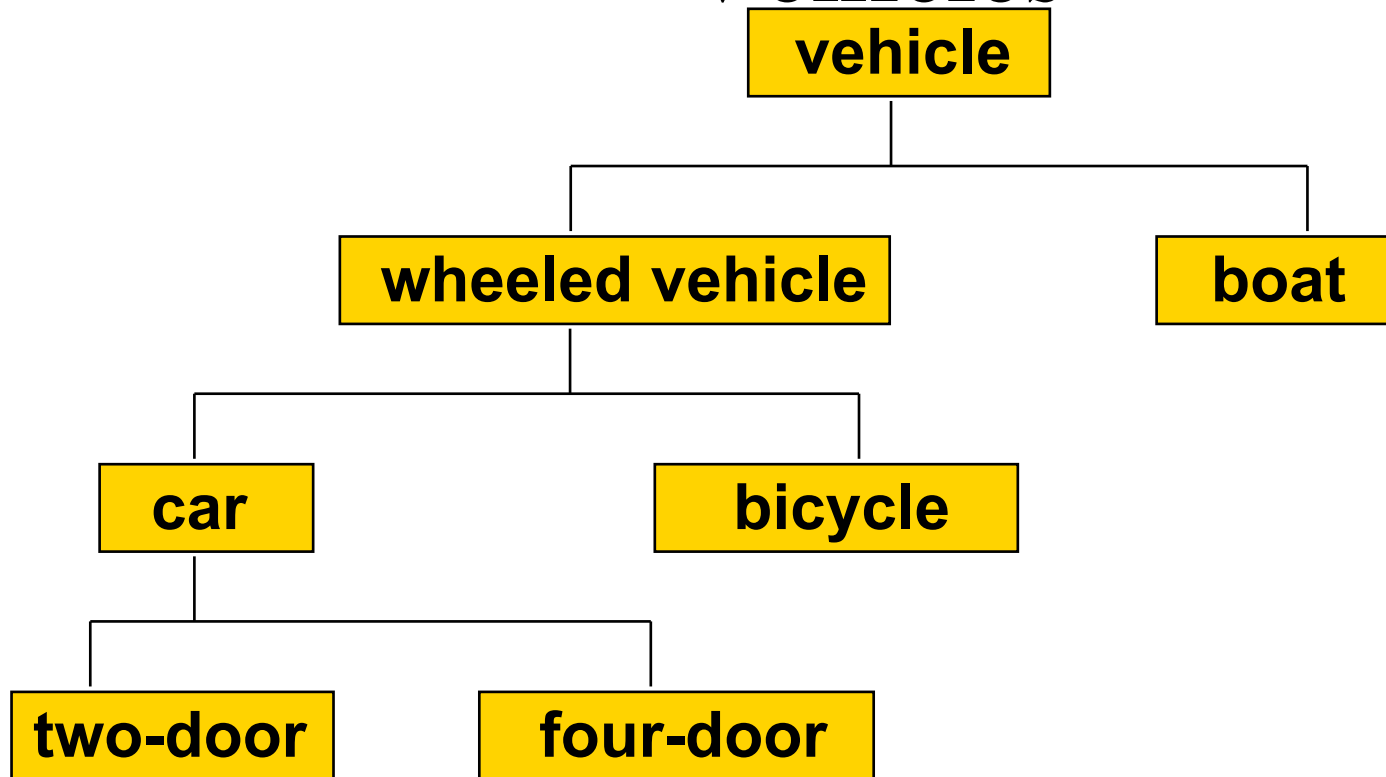 vehicle
wheeled vehicle
boat
car
bicycle
two-door
four-door